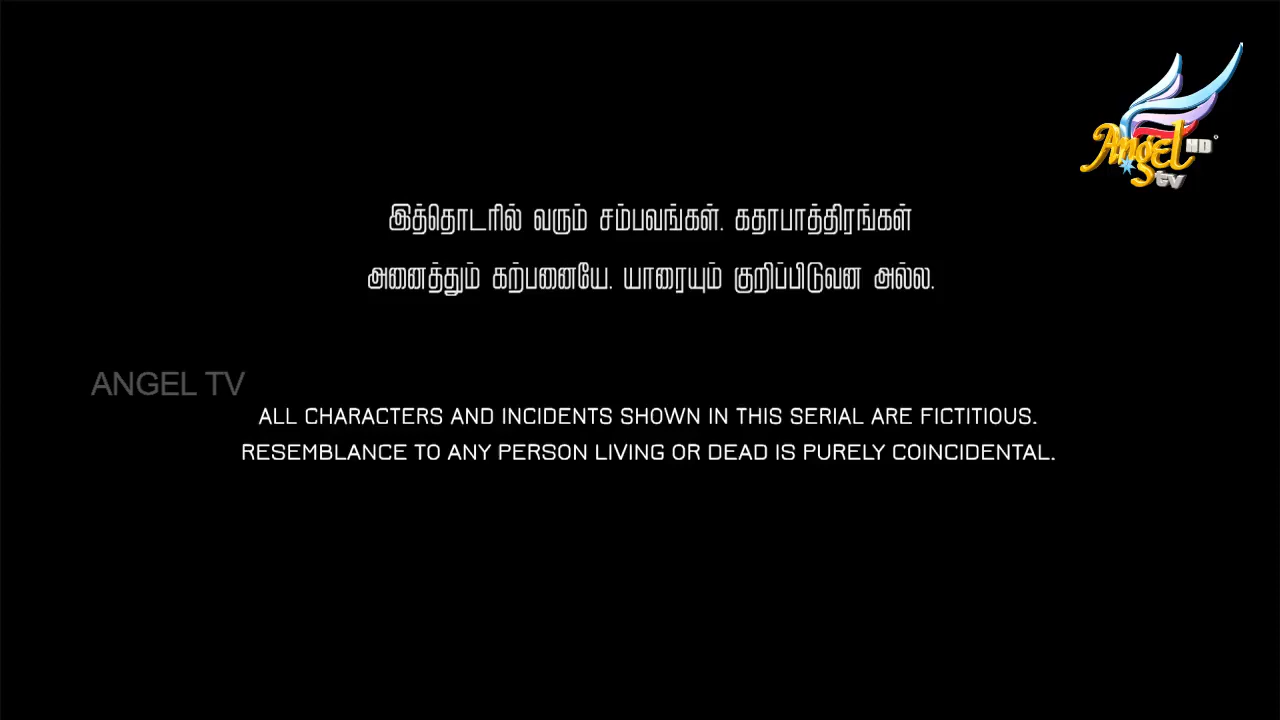 Angel HD
tv
இத்தொடரில் வரும் சம்பவங்கள். கதாபாத்திரங்கள்
அனைத்தும் கற்பனையே. யாரையும் குறிப்பிடுவன அல்ல.
ANGEL TV
ALL CHARACTERS AND INCIDENTS SHOWN IN THIS SERIAL ARE FICTITIOUS.
RESEMBLANCE TO ANY PERSON LIVING OR DEAD IS PURELY COINCIDENTAL.